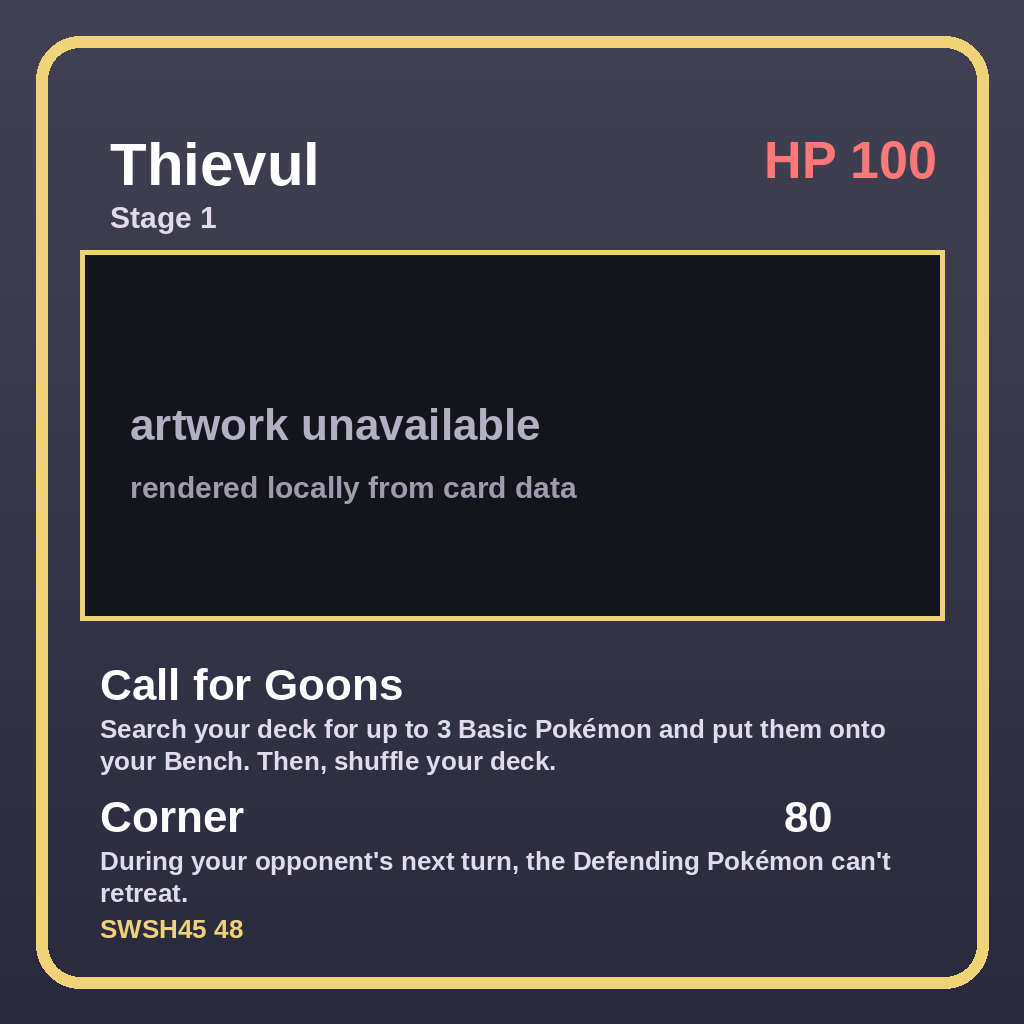 Thievul
HP 100
Stage 1
artwork unavailable
rendered locally from card data
Call for Goons
Search your deck for up to 3 Basic Pokémon and put them onto
your Bench. Then, shuffle your deck.
Corner
80
During your opponent's next turn, the Defending Pokémon can't
retreat.
SWSH45 48